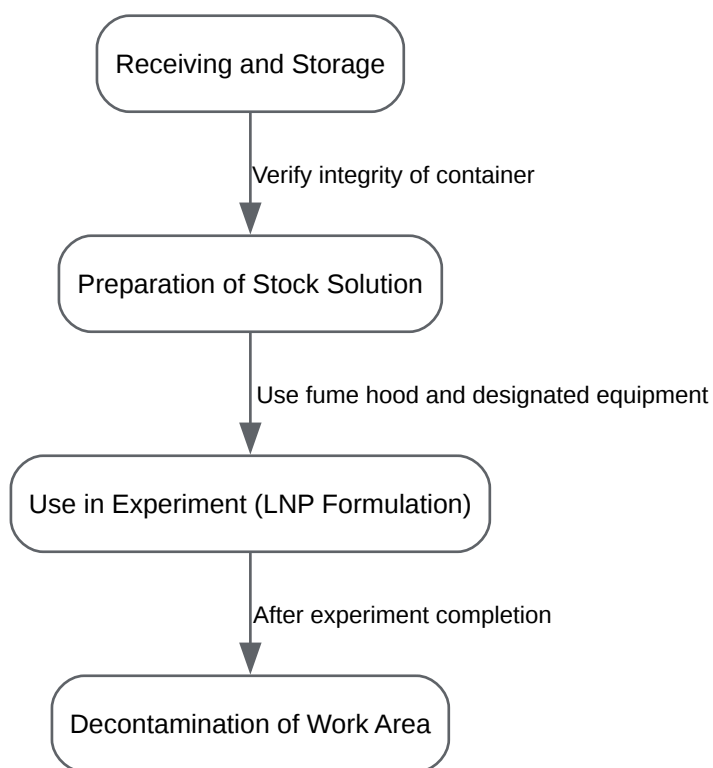 Receiving and Storage
Verify integrity of container
Preparation of Stock Solution
Use fume hood and designated equipment
Use in Experiment (LNP Formulation)
After experiment completion
Decontamination of Work Area